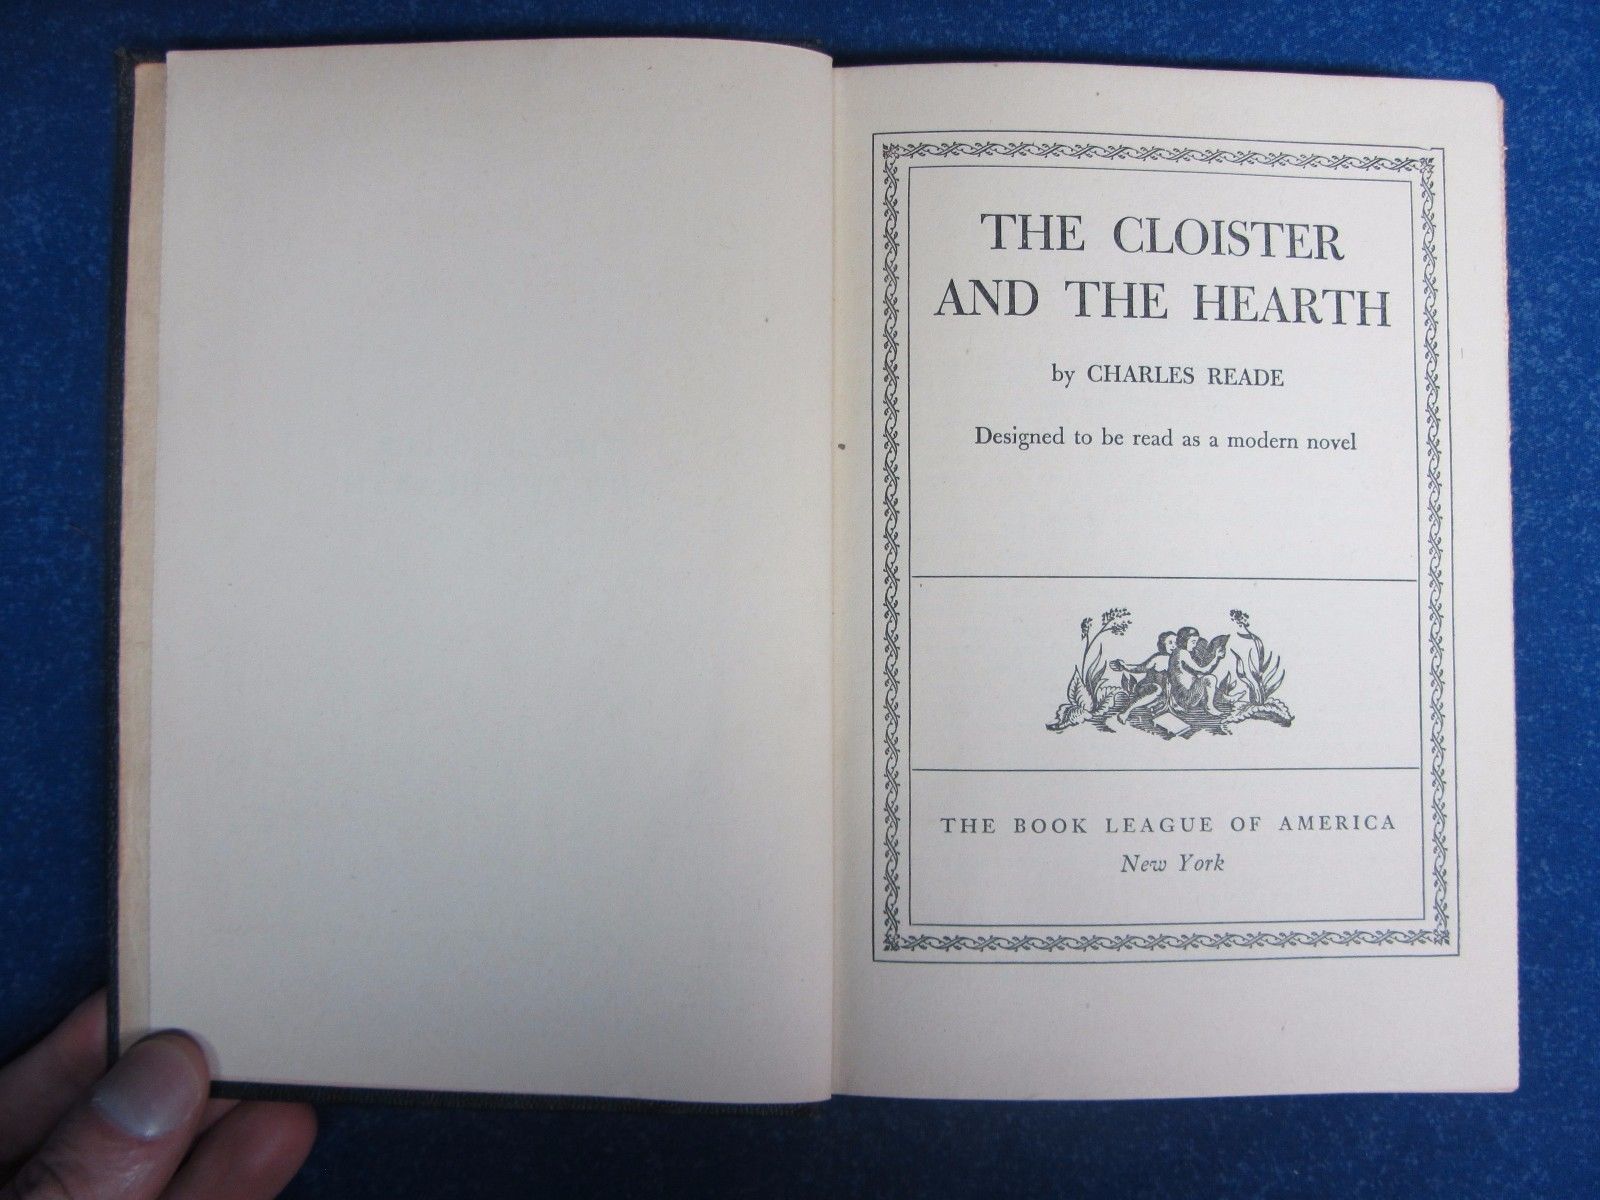 THE CLOISTER
AND THE HEARTH
by CHARLES READE
Designed to be read as a modern novel
THE BOOK LEAGUE OF AMERICA
New York